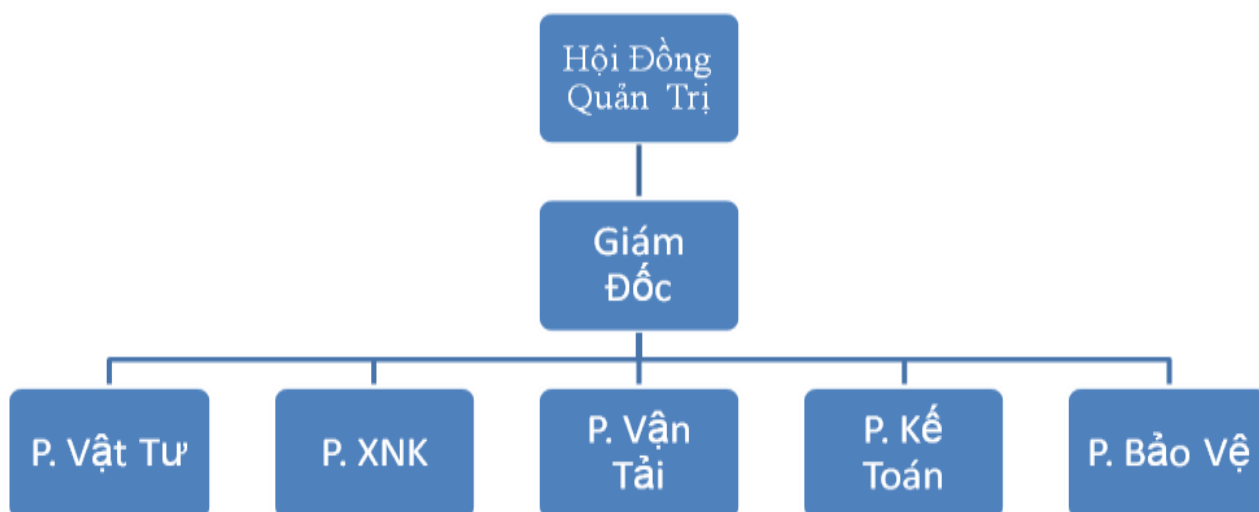 Hội Đồng
Quản Trị
Giám
Đốc
P. Vật Tư
P. XNK
P. Vận
Tải
P. Kế
Toán
P. Bảo Vệ